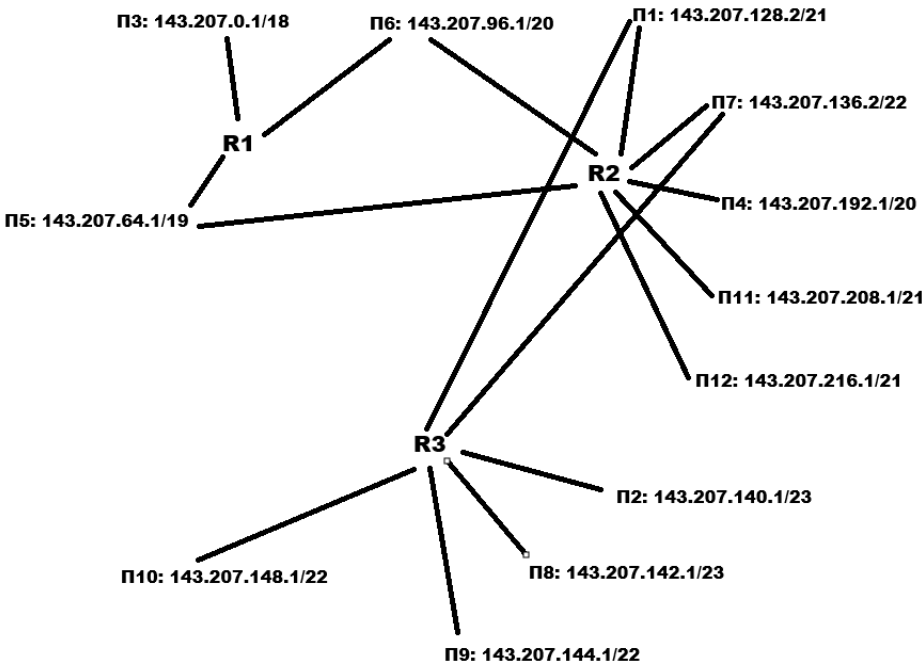 П3: 143.207.0.1/18
П6: 143.207.96.1/20
П1: 143.207.128.2/21
П7: 143.207.136.2/22
R1
R2
П4: 143.207.192.1/20
П5: 143.207.64.1/19
П11: 143.207.208.1/21
П12: 143.207.216.1/21
R3
П2: 143.207.140.1/23
П10: 143.207.148.1/22
П8: 143.207.142.1/23
П9: 143.207.144.1/22